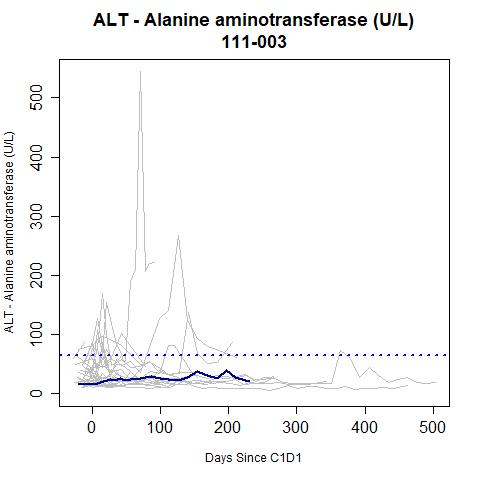 ALT - Alanine aminotransferase (U/L)
111-003
ALT - Alanine aminotransferase (U/L)
500
400
300
200
100
0
0 100 200 300 400 500
Days Since C1D1